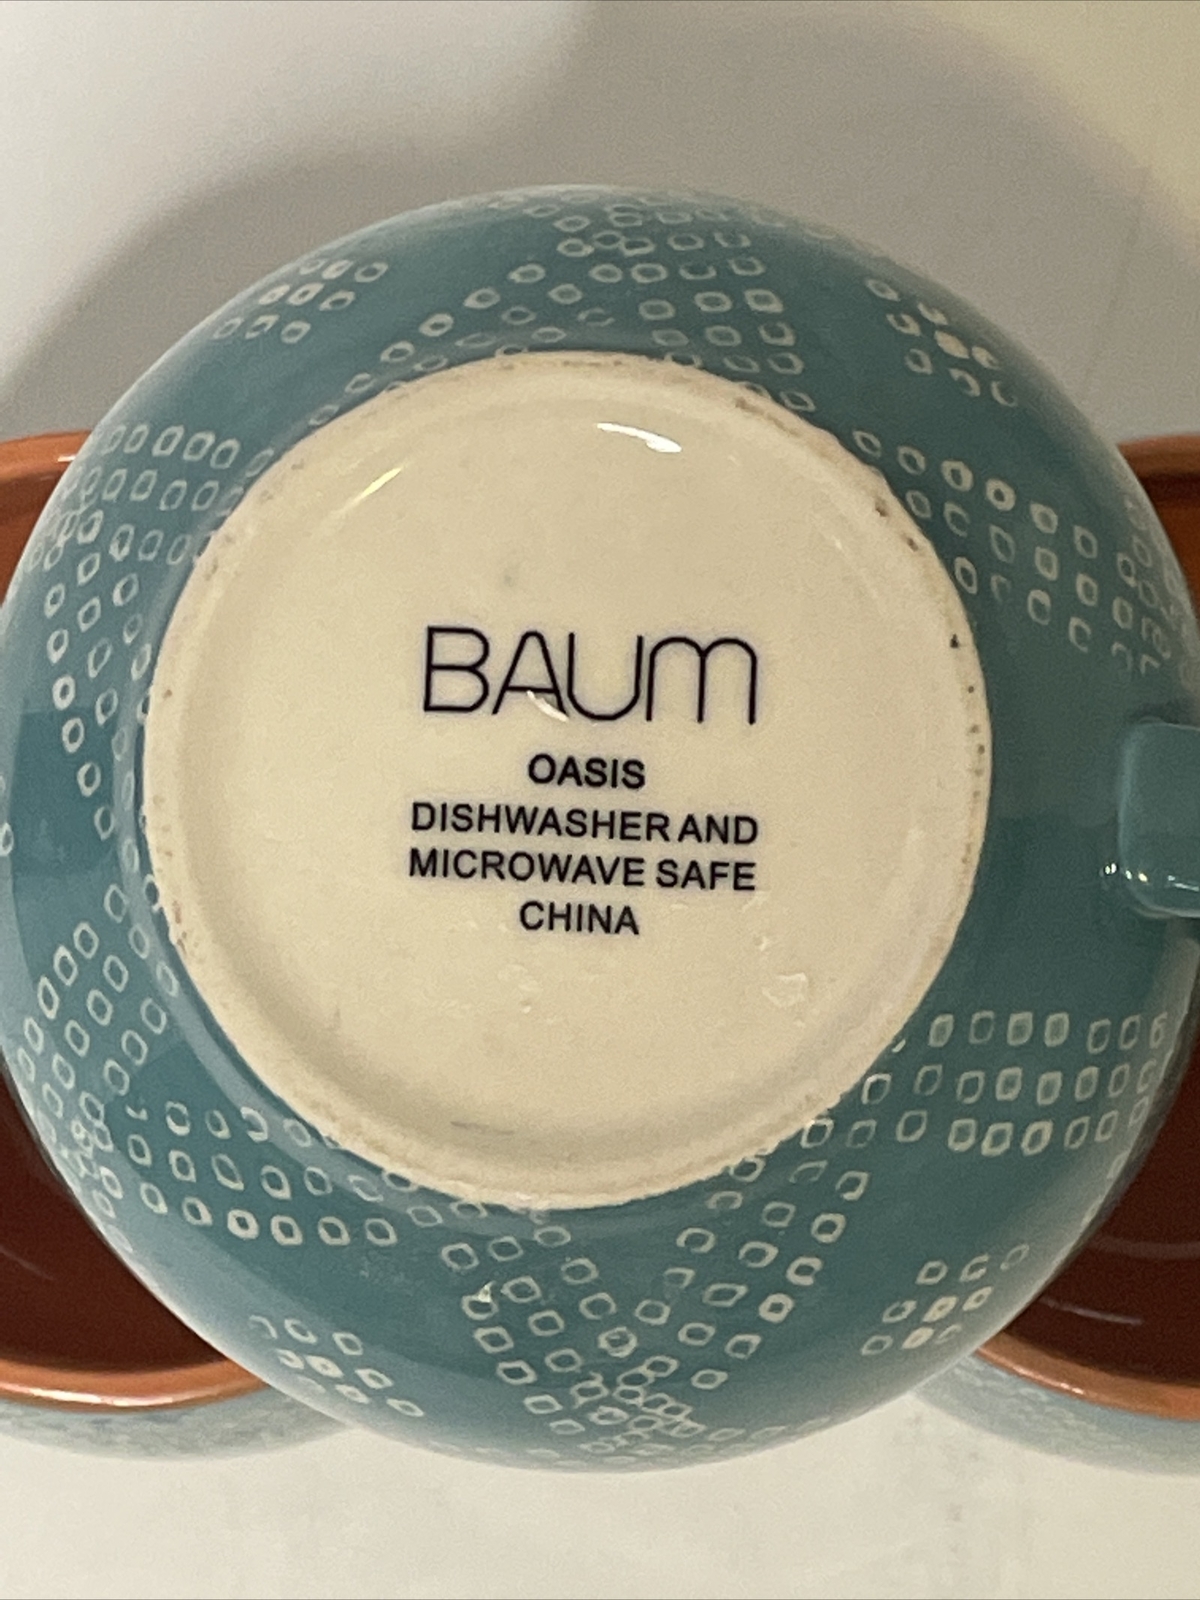 BAUM
OASIS
DISHWASHER AND
MICROWAVE SAFE
CHINA